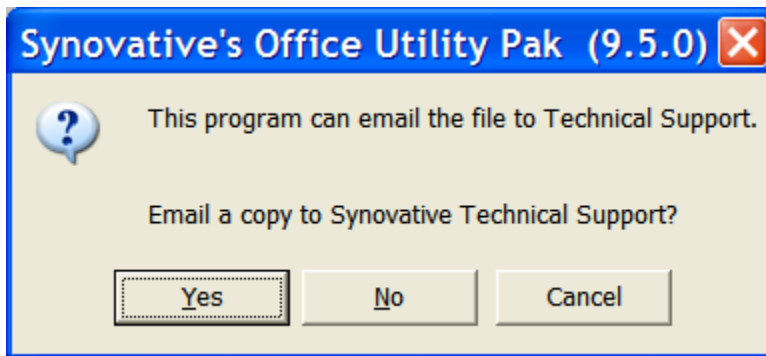 Synovative's Office Utility Pak (9.5.0)
This program can email the file to Technical Support.
Email a copy to Synovative Technical Support?
Yes No Cancel